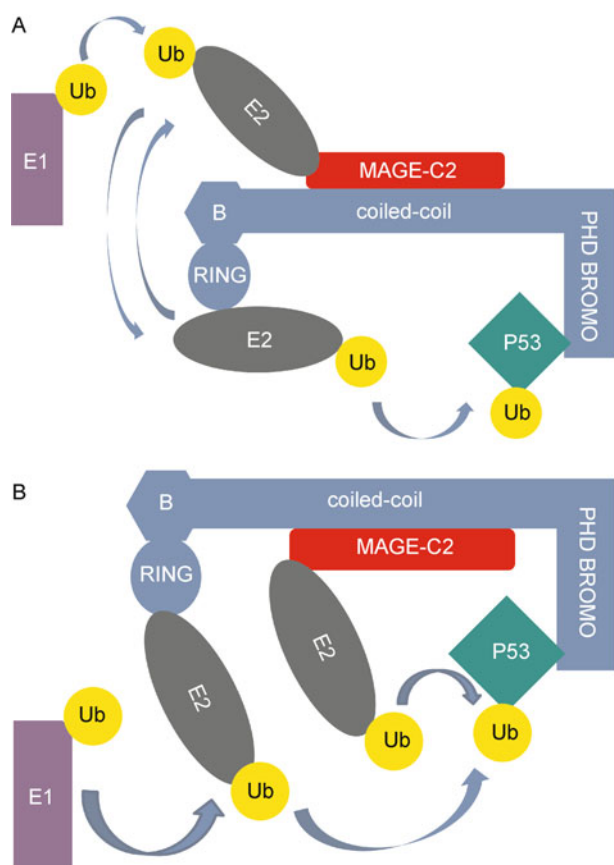 A
Ub
Ub
E2
E1
MAGE-C2
B
coiled-coil
PHD BROMO
RING
E2
P53
Ub
Ub
B
B
coiled-coil
MAGE-C2
PHD BROMO
RING
E2
E2
P53
Ub
Ub
Ub
E1
Ub